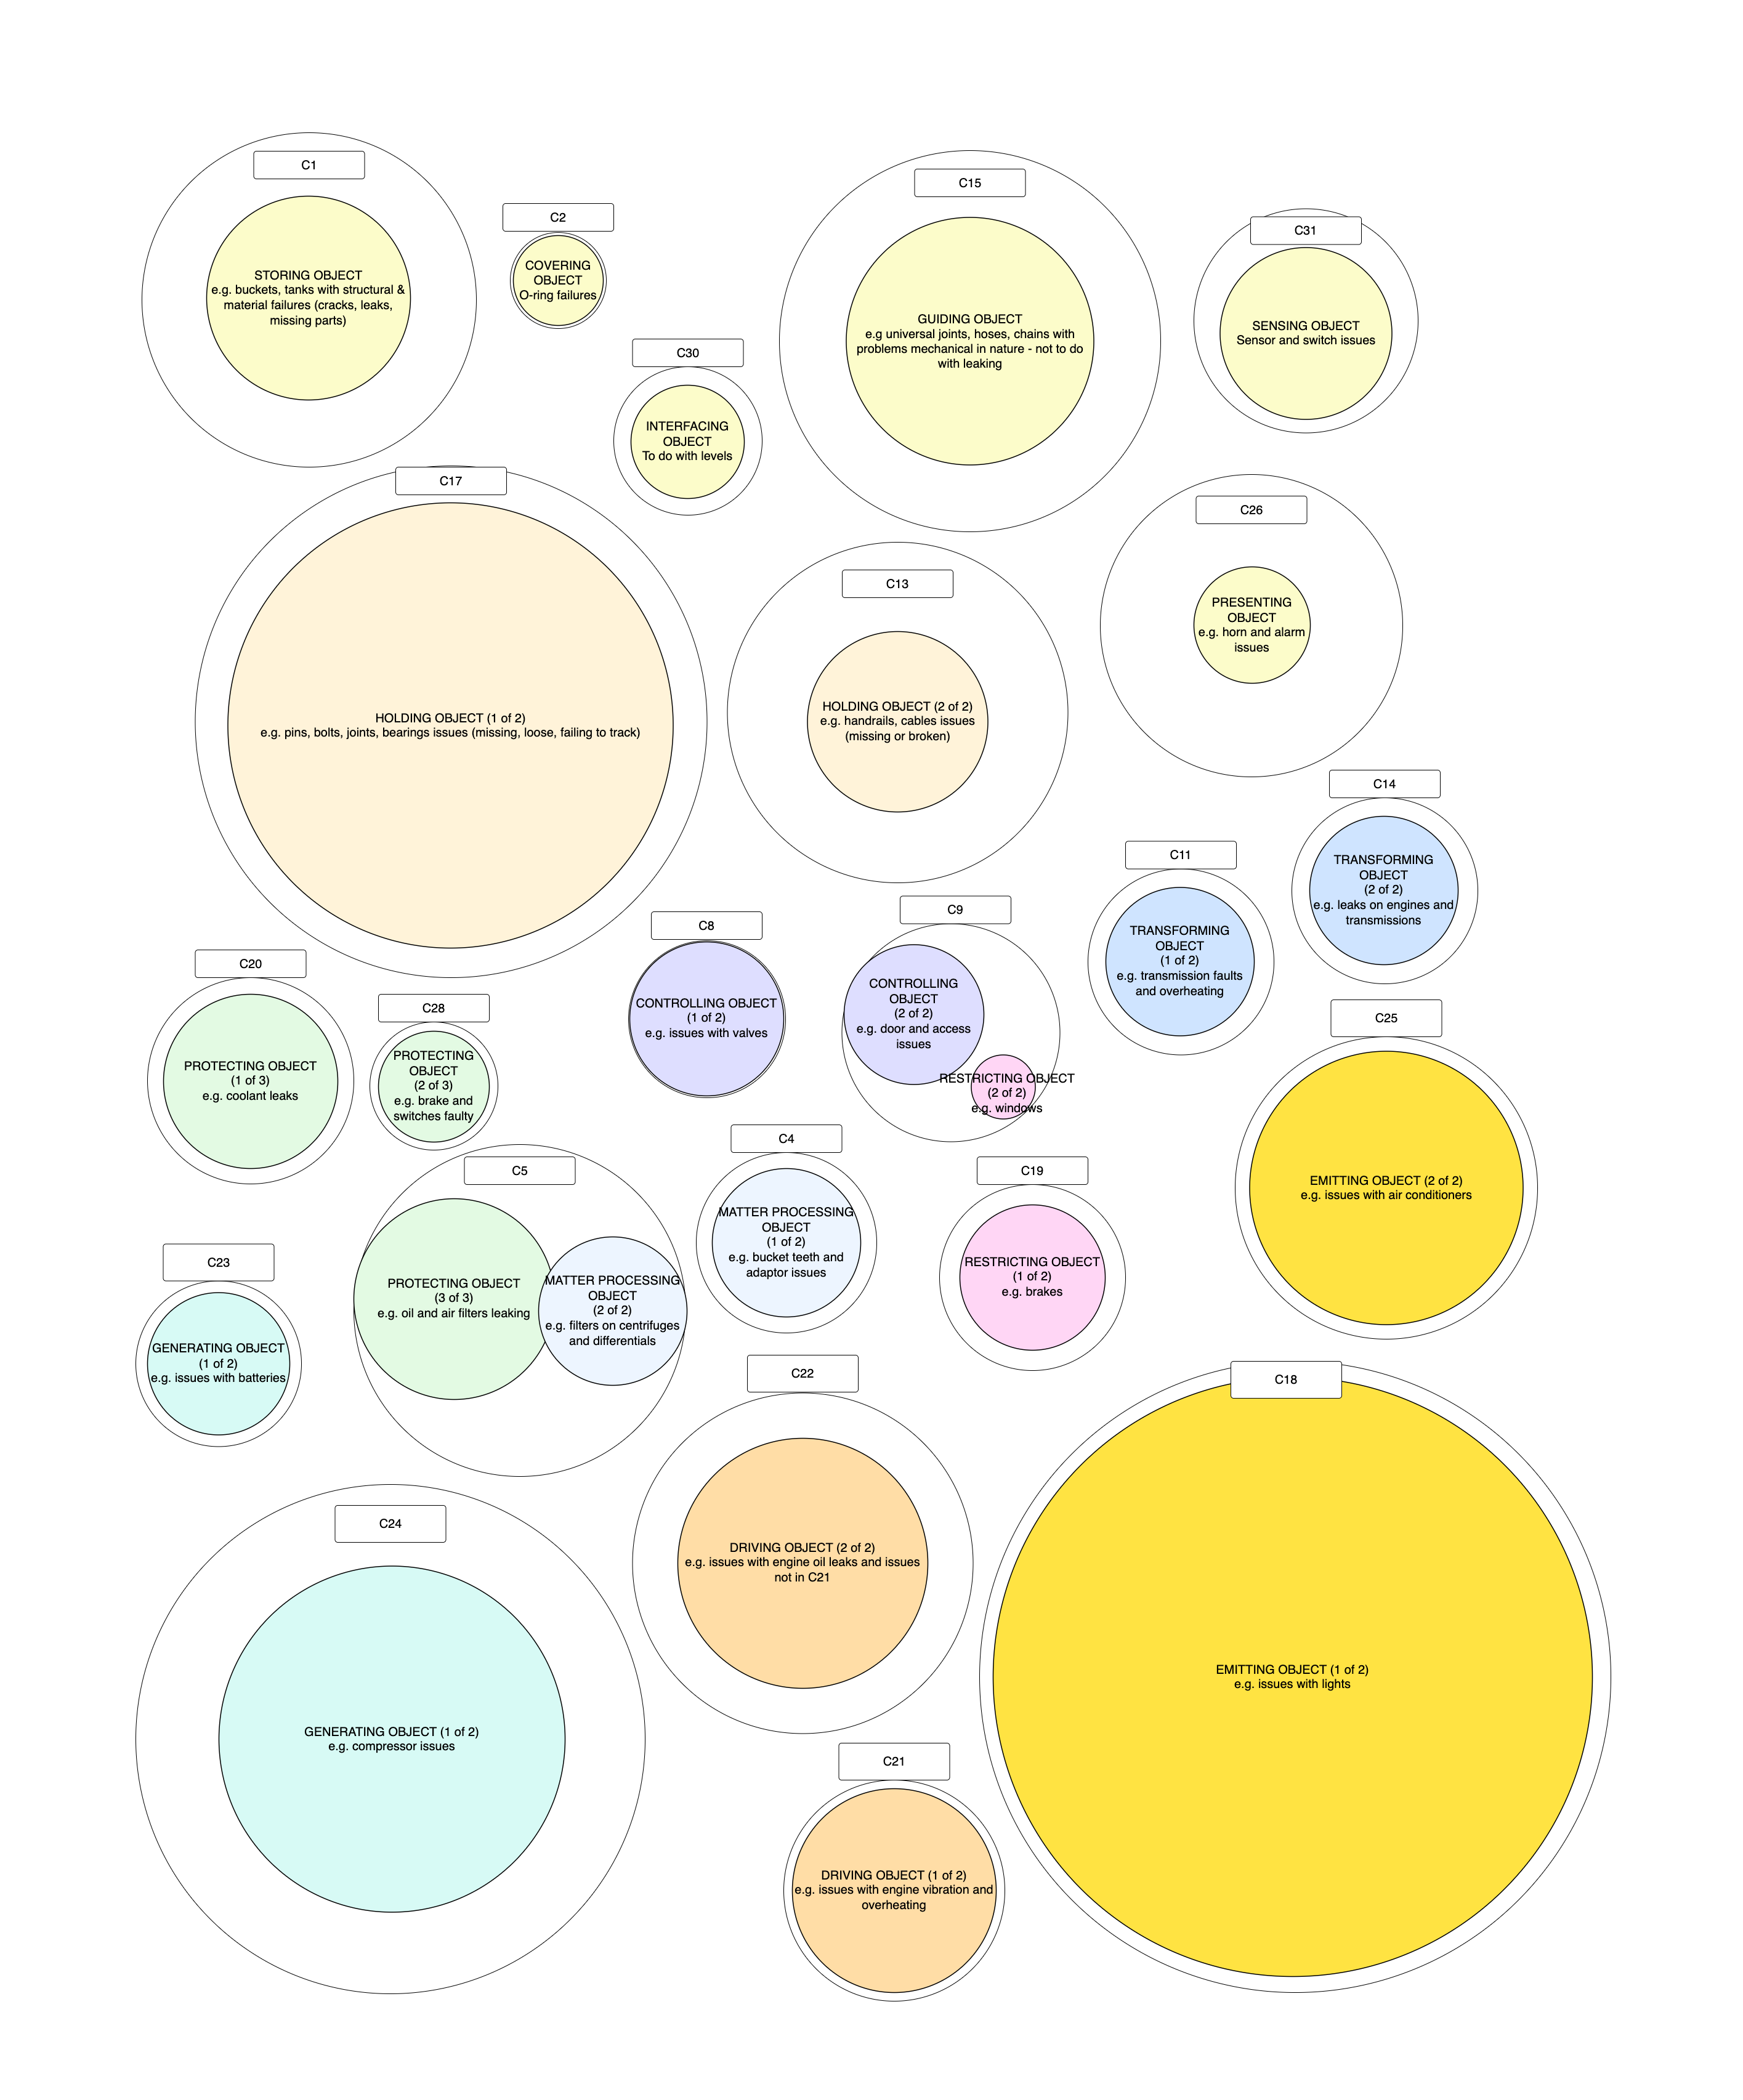 C1
STORING OBJECT
e.g. buckets, tanks with structural &
material failures (cracks, leaks,
missing parts)
C2
COVERING
OBJECT
O-ring failures
C15
GUIDING OBJECT
e.g universal joints, hoses, chains with
problems mechanical in nature - not to do
with leaking
C31
SENSING OBJECT
Sensor and switch issues
C30
INTERFACING
OBJECT
To do with levels
C17
HOLDING OBJECT (1 of 2)
e.g. pins, bolts, joints, bearings issues (missing, loose, failing to track)
C13
HOLDING OBJECT (2 of 2)
e.g. handrails, cables issues
(missing or broken)
C26
PRESENTING
OBJECT
e.g. horn and alarm
issues
C14
TRANSFORMING
OBJECT
(2 of 2)
e.g. leaks on engines and
transmissions
C11
TRANSFORMING
OBJECT
(1 of 2)
e.g. transmission faults
and overheating
C8
CONTROLLING OBJECT
(1 of 2)
e.g. issues with valves
C9
CONTROLLING
OBJECT
(2 of 2)
e.g. door and access
issues
RESTRICTING OBJECT
(2 of 2)
e.g. windows
C20
PROTECTING OBJECT
(1 of 3)
e.g. coolant leaks
C28
PROTECTING
OBJECT
(2 of 3)
e.g. brake and
switches faulty
C25
EMITTING OBJECT (2 of 2)
e.g. issues with air conditioners
C5
PROTECTING OBJECT
(3 of 3)
e.g. oil and air filters leaking
MATTER PROCESSING
OBJECT
(2 of 2)
e.g. filters on centrifuges
and differentials
C4
MATTER PROCESSING
OBJECT
(1 of 2)
e.g. bucket teeth and
adaptor issues
C19
RESTRICTING OBJECT
(1 of 2)
e.g. brakes
C23
GENERATING OBJECT
(1 of 2)
e.g. issues with batteries
C22
DRIVING OBJECT (2 of 2)
e.g. issues with engine oil leaks and issues
not in C21
C18
EMITTING OBJECT (1 of 2)
e.g. issues with lights
C24
GENERATING OBJECT (1 of 2)
e.g. compressor issues
C21
DRIVING OBJECT (1 of 2)
e.g. issues with engine vibration and
overheating